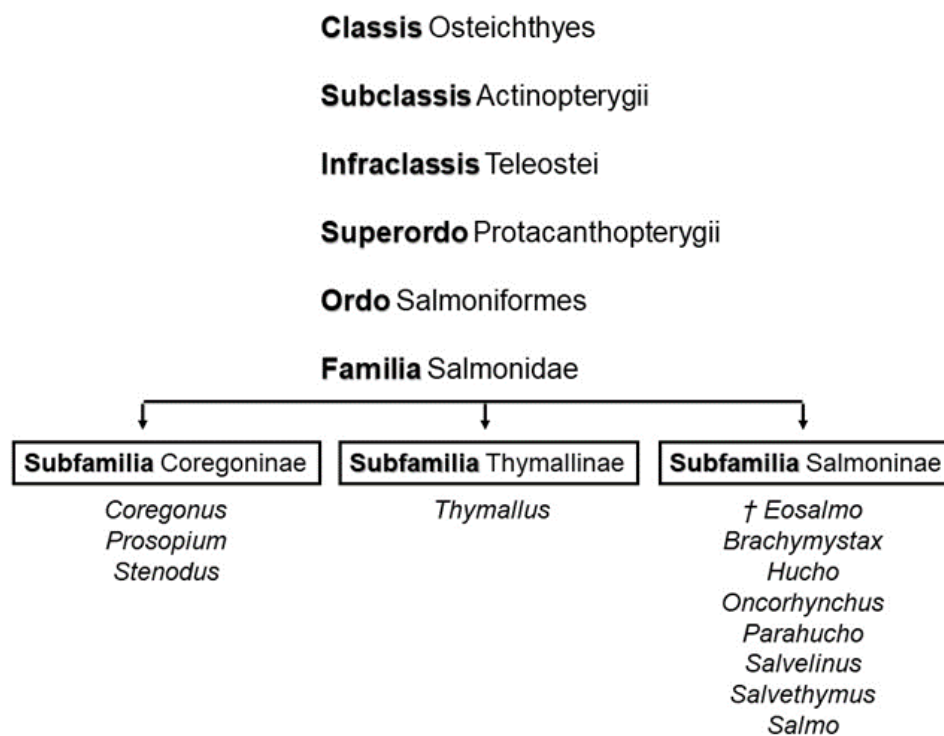 Classis Osteichthyes
Subclassis Actinopterygii
Infraclassis Teleostei
Superordo Protacanthopterygii
Ordo Salmoniformes
Familia Salmonidae
Subfamilia Coregoninae
Coregonus
Prosopium
Stenodus
Subfamilia Thymallinae
Thymallus
Subfamilia Salmoninae
† Eosalmo
Brachymystax
Hucho
Oncorhynchus
Parahucho
Salvelinus
Salvethymus
Salmo